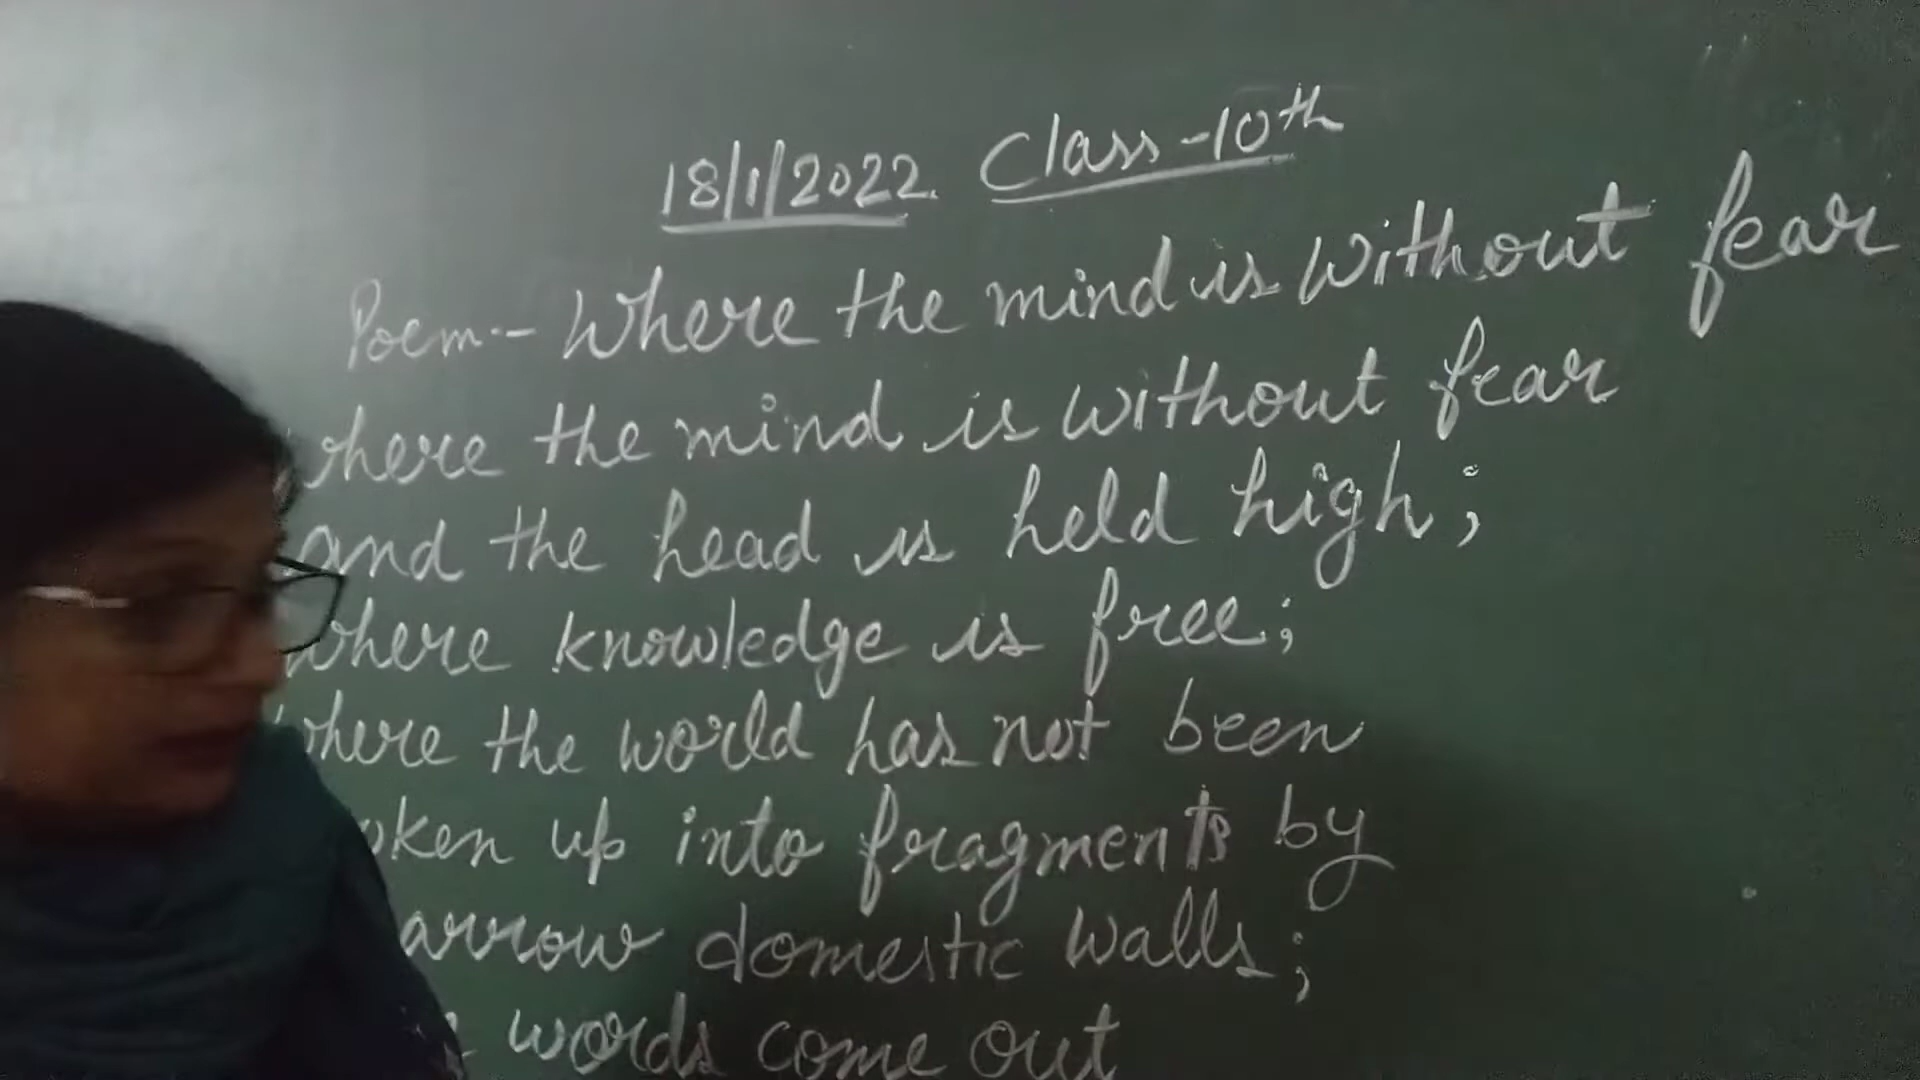 18/1/2022. Class-10th
Poem:- Where the mind is Without fear
where the mind is without fear
and the head is held high;
Where knowledge is free;
Where the world has not been
up into fragments by
domestic walls;
words come out